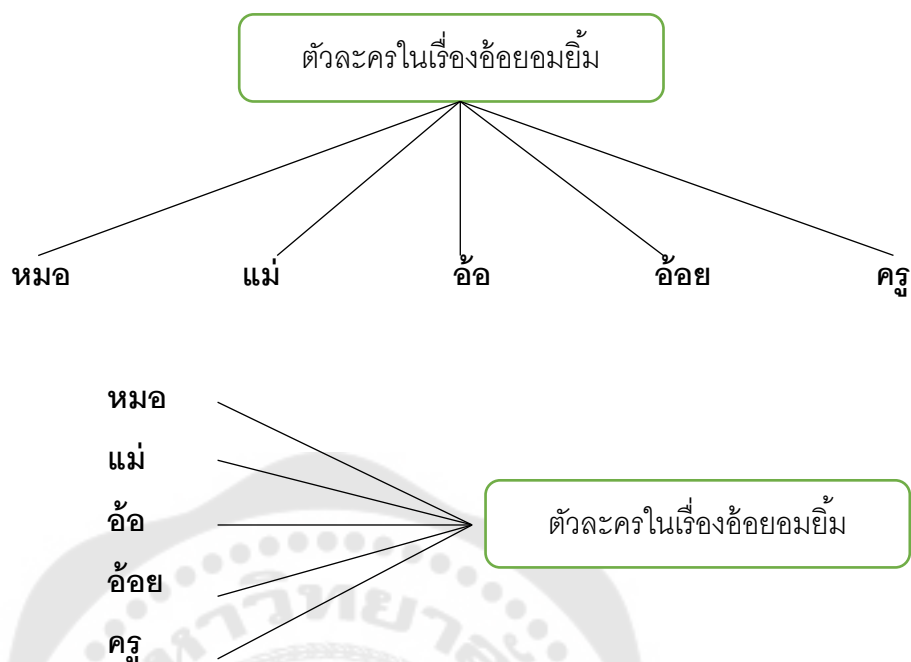 ตัวละครในเรื่องอ้อยอมยิ้ม
หมอ แม่ อ้อ อ้อย ครู
หมอ
แม่
อ้อ
อ้อย
ครู
ตัวละครในเรื่องอ้อยอมยิ้ม